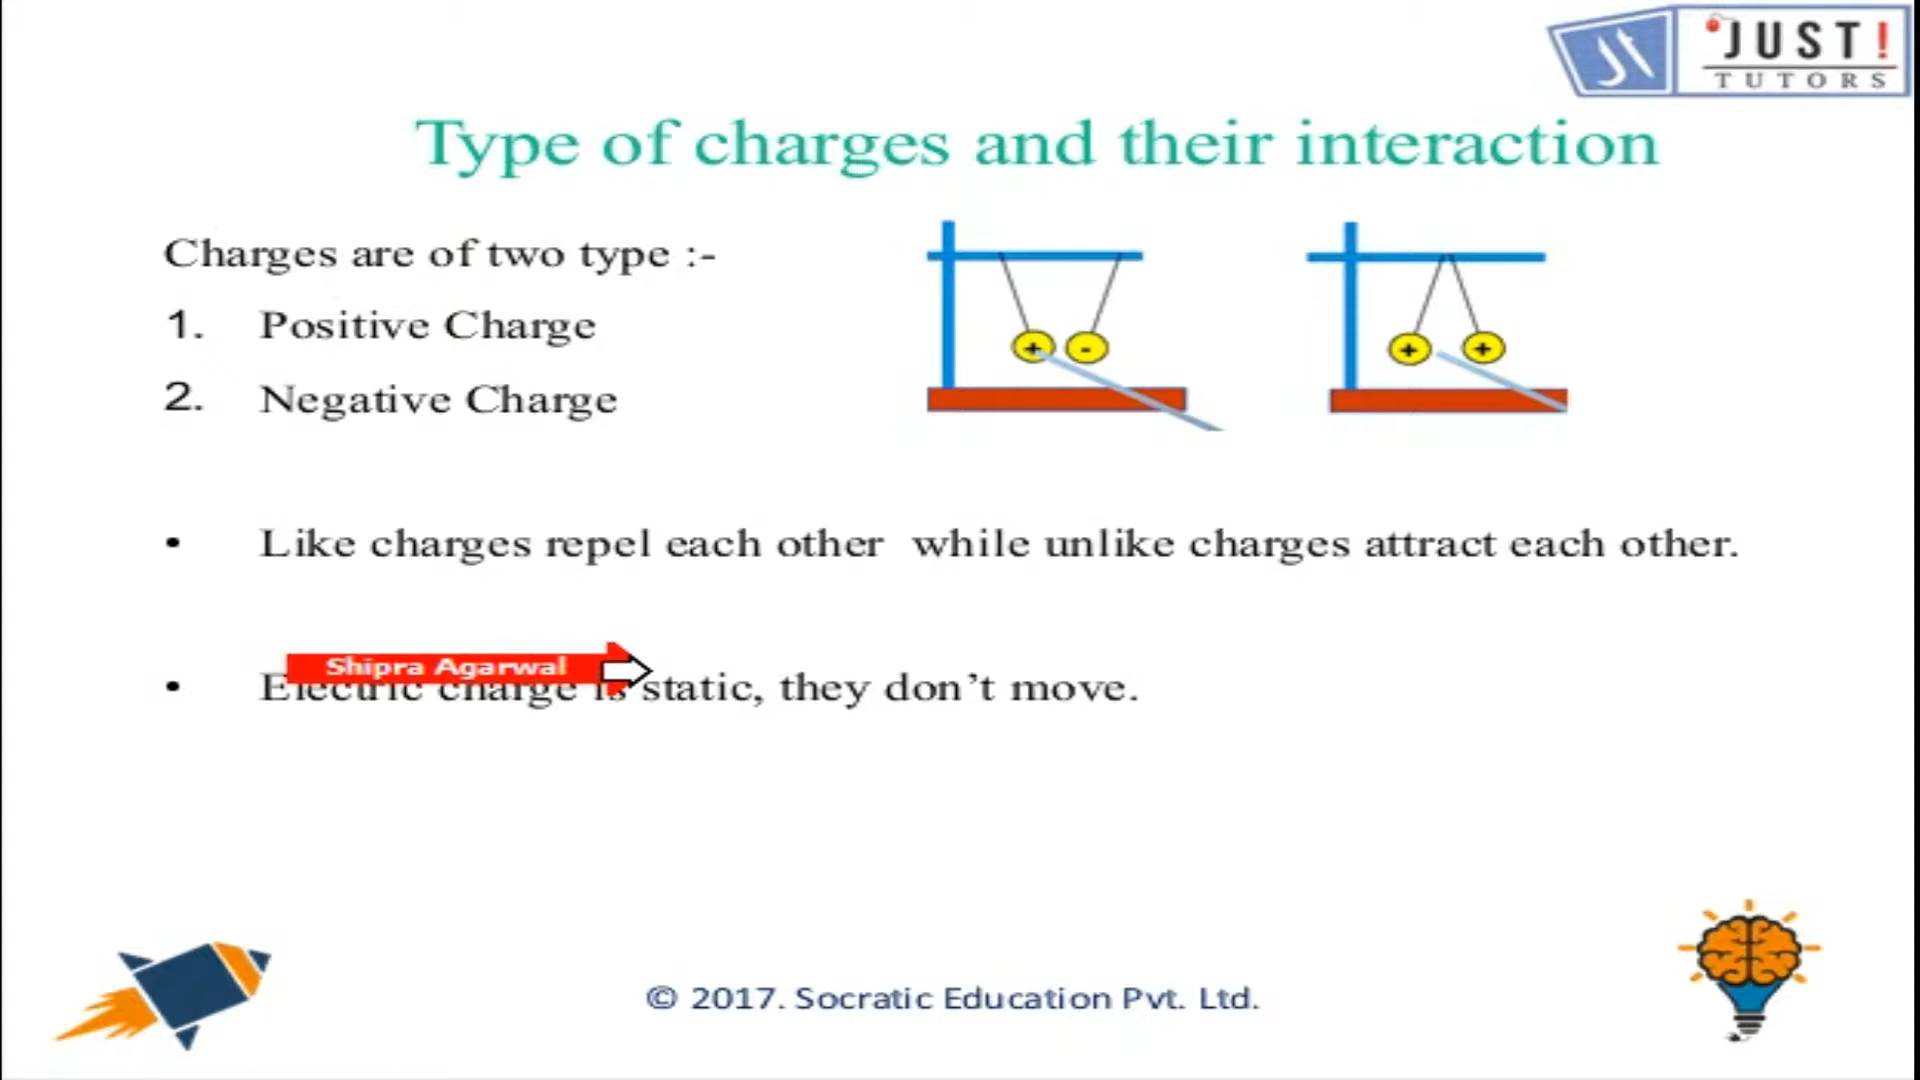 JUST!
TUTORS
Type of charges and their interaction
Charges are of two type :-
1. Positive Charge
2. Negative Charge
+ -
+ +
• Like charges repel each other while unlike charges attract each other.
Shipra Agarwal
• Electric charge is static, they don’t move.
© 2017. Socratic Education Pvt. Ltd.